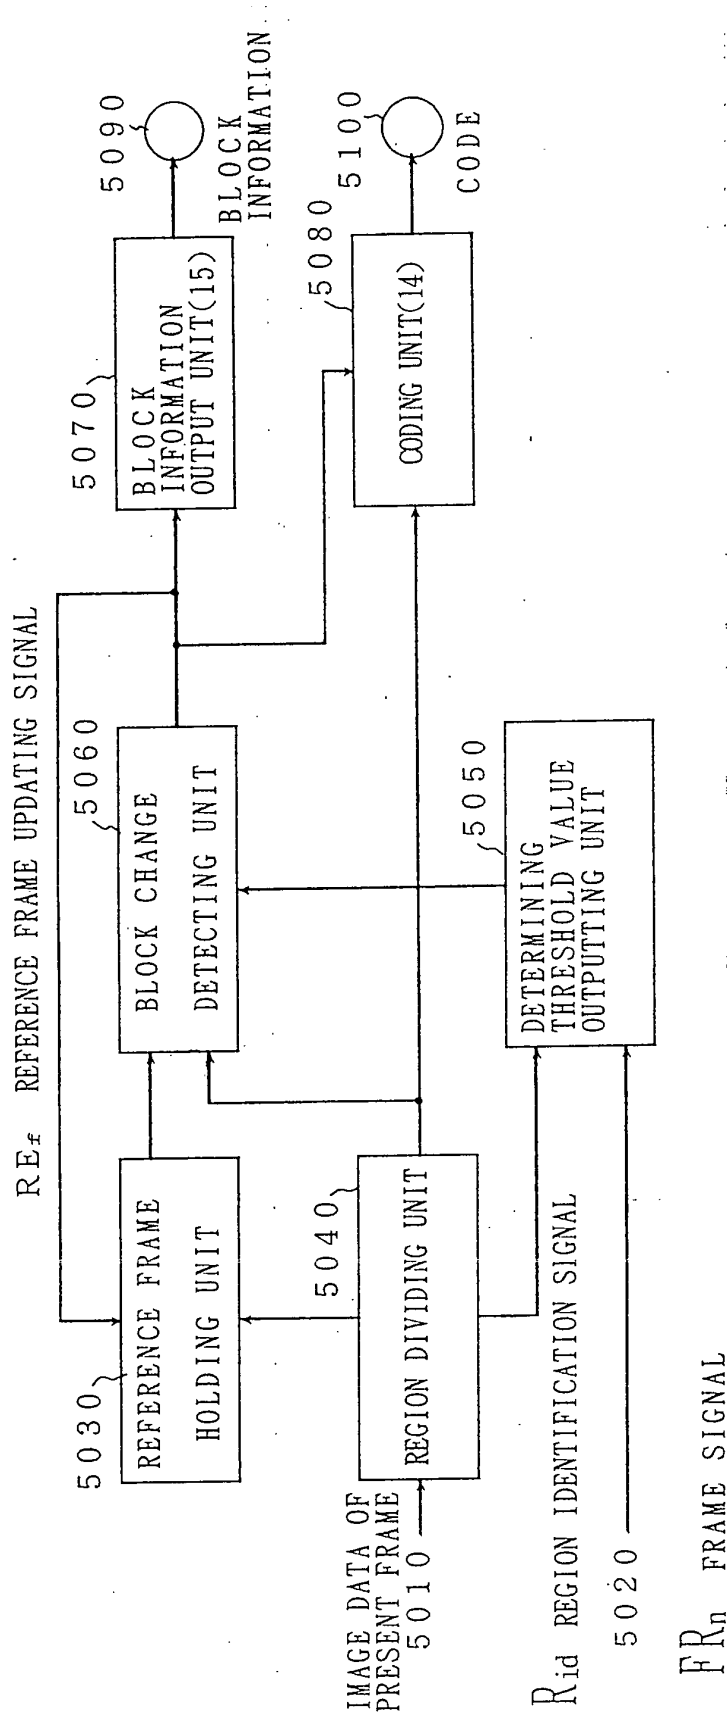 REf REFERENCE FRAME UPDATING SIGNAL
5030
REFERENCE FRAME
HOLDING UNIT
5060
BLOCK CHANGE
DETECTING UNIT
5070
BLOCK
INFORMATION
OUTPUT UNIT(15)
5090
BLOCK
INFORMATION
IMAGE DATA OF
PRESENT FRAME
5010
5040
REGION DIVIDING UNIT
5080
CODING UNIT(14)
5100
CODE
5050
DETERMINING
THRESHOLD VALUE
OUTPUTTING UNIT
Rid REGION IDENTIFICATION SIGNAL
5020
FRn FRAME SIGNAL